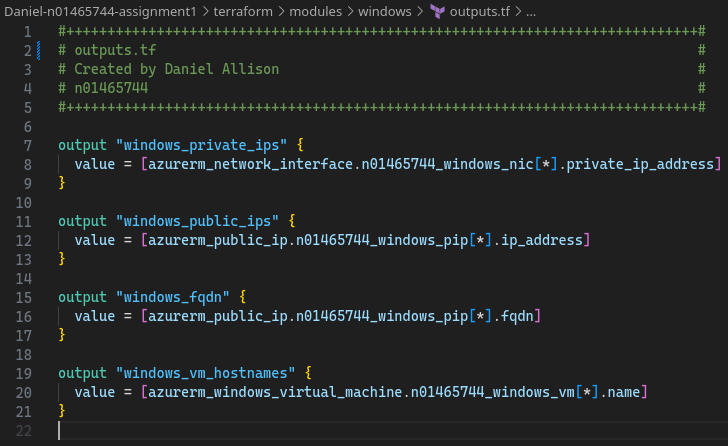 Daniel-n01465744-assignment1 > terraform > modules > windows > outputs.tf > ...
1 #+++++++++++++++++++++++++++++++++++++++++++++++++++++++++++++++++++++++++++++#
2 # outputs.tf #
3 # Created by Daniel Allison #
4 # n01465744 #
5 #+++++++++++++++++++++++++++++++++++++++++++++++++++++++++++++++++++++++++++++#
6
7 output "windows_private_ips" {
8 value = [azurerm_network_interface.n01465744_windows_nic[*].private_ip_address]
9 }
10
11 output "windows_public_ips" {
12 value = [azurerm_public_ip.n01465744_windows_pip[*].ip_address]
13 }
14
15 output "windows_fqdn" {
16 value = [azurerm_public_ip.n01465744_windows_pip[*].fqdn]
17 }
18
19 output "windows_vm_hostnames" {
20 value = [azurerm_windows_virtual_machine.n01465744_windows_vm[*].name]
21 }
22